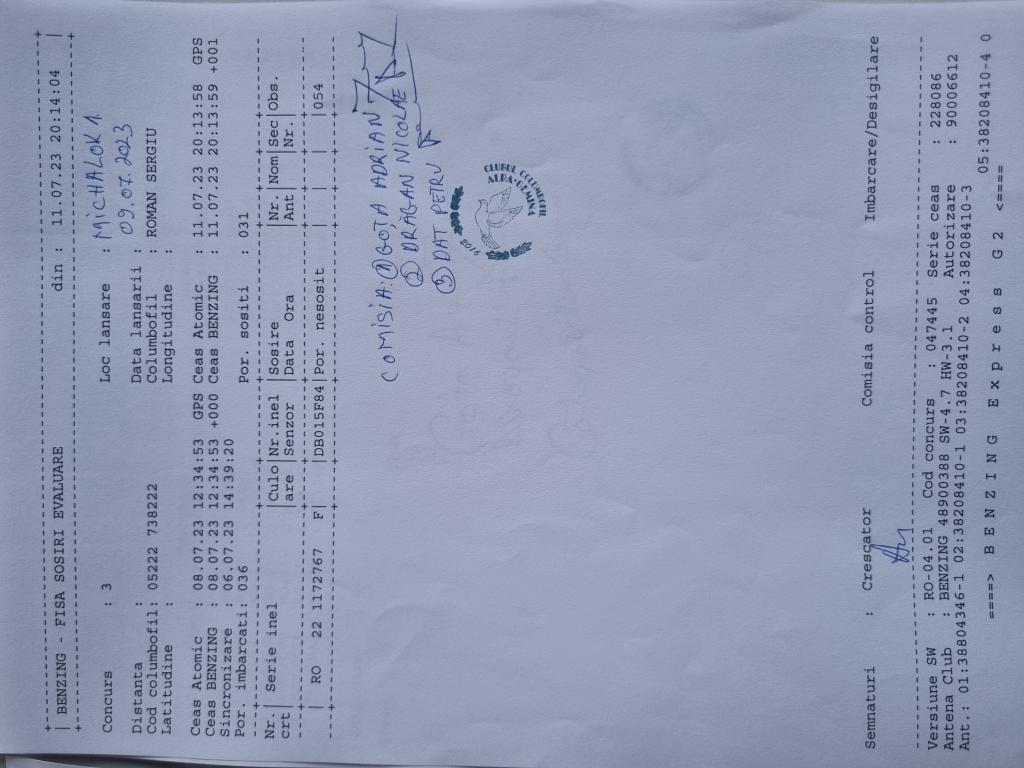 BENZING - FISA SOSIRI EVALUARE din : 11.07.23 20:14:04
Concurs : 3 Loc lansare : MICHALOK 1
Distanta : Data lansarii : 09.07.2023
Cod columbofil: 05222 738222 Columbofil : ROMAN SERGIU
Latitudine : Longitudine :
Ceas Atomic : 08.07.23 12:34:53 GPS Ceas Atomic : 11.07.23 20:13:58 GPS
Ceas BENZING : 08.07.23 12:34:53 +000 Ceas BENZING : 11.07.23 20:13:59 +001
Sincronizare : 06.07.23 14:39:20
Por. imbarcati: 036 Por. sositi : 031
Nr.| Serie inel |Culo|Nr.inel |Sosire |Nr. |Nom|Sec|Obs.
crt| |are |Senzor |Data Ora |Ant| |Nr.|
| RO 22 1172767 F| |DB015F84|Por. nesosit | | | |054
COMISIA: 1 GOTA ADRIAN
2 DRAGAN NICOLAE
3 DAT PETRU
CLUBUL COLUMBOFIL
ALBA-GEMINA
2016
Semnaturi : Crescator Comisia control Imbarcare/Desigilare
Versiune SW : RO-04.01 Cod concurs : 047445 Serie ceas : 228086
Antena Club : BENZING 48900388 SW-4.7 HW-3.1 Autorizare : 90006612
Ant.: 01:38804346-1 02:38208410-1 03:38208410-2 04:38208410-3 05:38208410-4 0
====> B E N Z I N G E x p r e s s G 2 <====